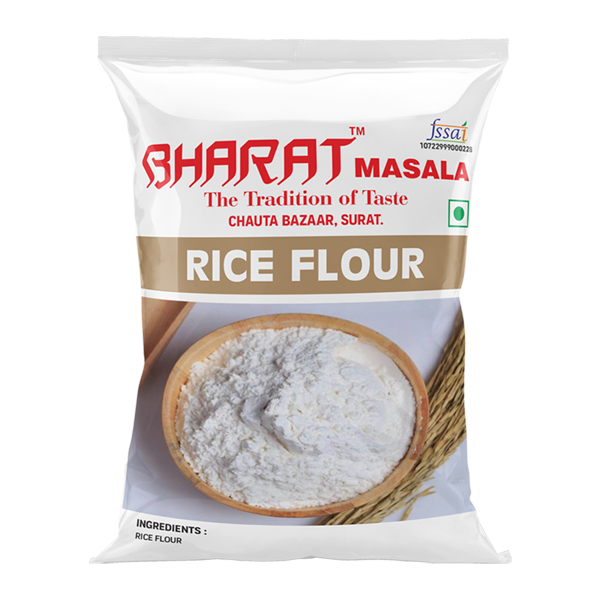 fssai
10722999000228
BHARAT™ MASALA
The Tradition of Taste
CHAUTA BAZAAR, SURAT.
RICE FLOUR
INGREDIENTS :
RICE FLOUR